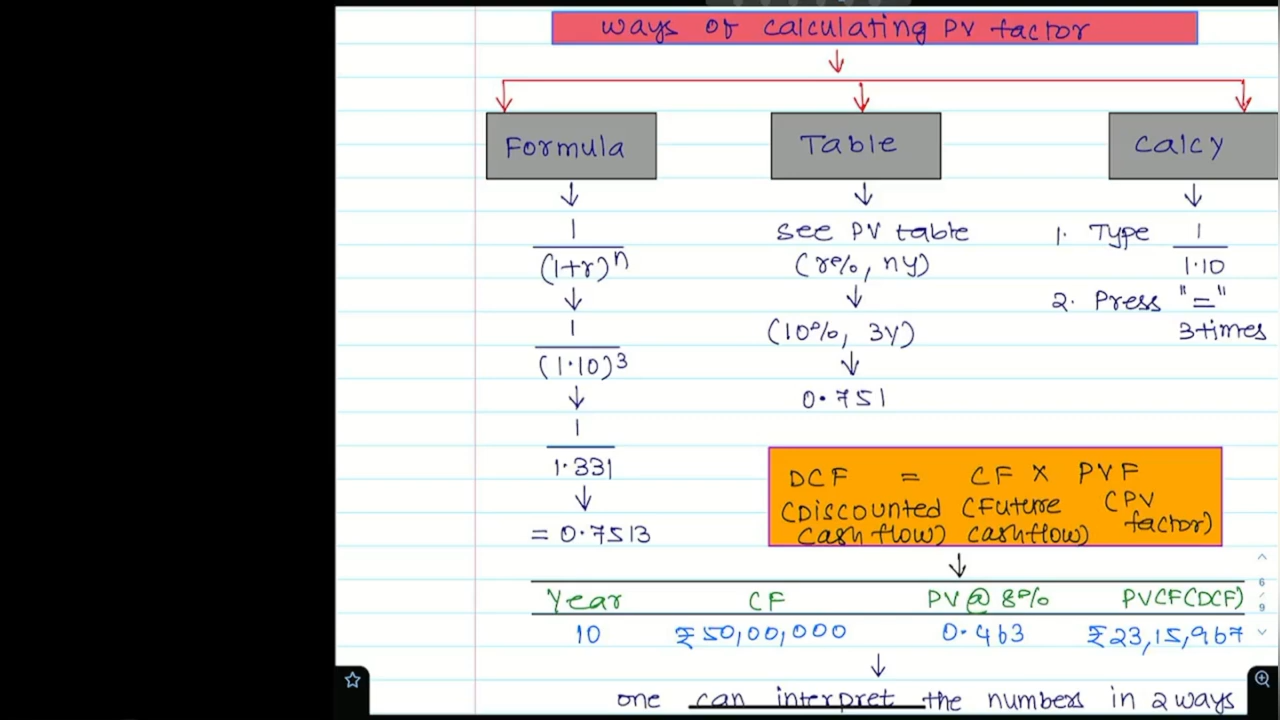 ways of calculating PV factor
Formula
Table
Calcy
1
(1+r)^n
1
(1.10)^3
1
1.331
= 0.7513
See PV table
(r%, ny)
(10%, 3Y)
0.751
1. Type 1
1.10
2. Press "="
3 times
DCF = CF X PVF
(Discounted (Future (PV
cash flow) cashflow) factor)
Year CF PV@ 8% PVCF(DCF)
10 ₹50,00,000 0.463 ₹23,15,967
one can interpret the numbers in 2 ways
6
/
9